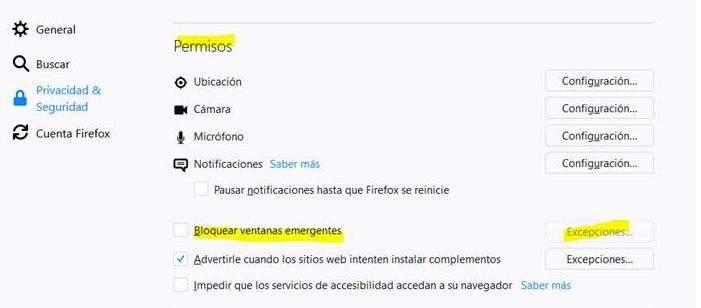 General
Buscar
Privacidad &
Seguridad
Cuenta Firefox
Permisos
Ubicación
Configuración...
Cámara
Configuración...
Micrófono
Configuración...
Notificaciones Saber más
Configuración...
Pausar notificaciones hasta que Firefox se reinicie
Bloquear ventanas emergentes
Excepciones...
Advertirle cuando los sitios web intenten instalar complementos
Excepciones...
Impedir que los servicios de accesibilidad accedan a su navegador Saber más